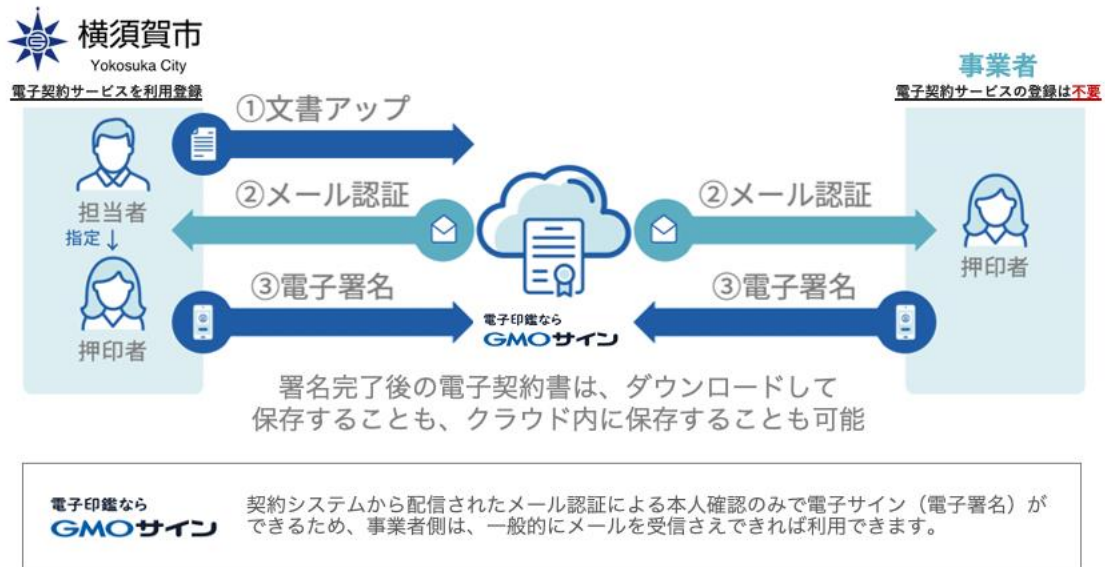 横須賀市
Yokosuka City
電子契約サービスを利用登録
事業者
電子契約サービスの登録は不要
①文書アップ
担当者
指定↓
押印者
②メール認証
②メール認証
押印者
③電子署名
③電子署名
電子印鑑なら
GMOサイン
署名完了後の電子契約書は、ダウンロードして
保存することも、クラウド内に保存することも可能
電子印鑑なら
GMOサイン
契約システムから配信されたメール認証による本人確認のみで電子サイン（電子署名）が
できるため、事業者側は、一般的にメールを受信さえできれば利用できます。